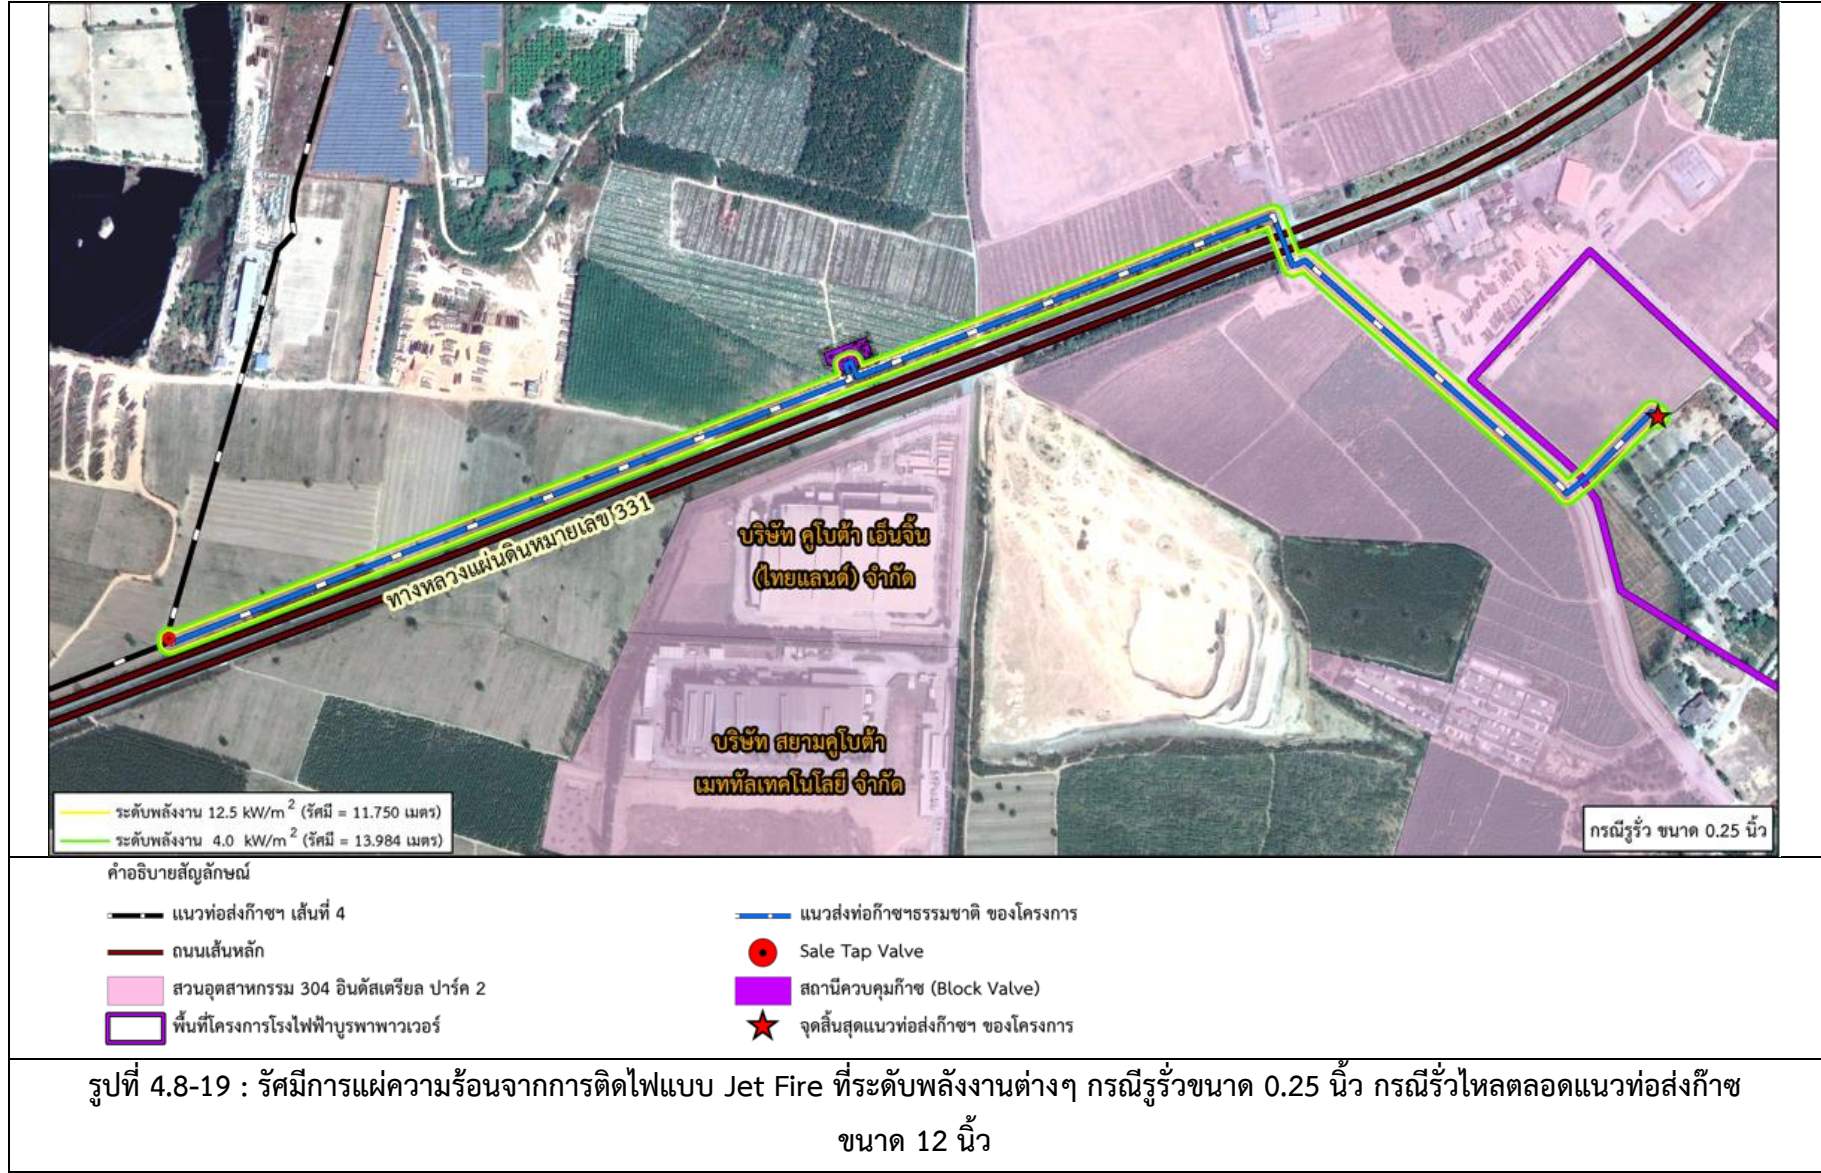 ทางหลวงแผ่นดินหมายเลข 331
บริษัท คูโบต้า เอ็นจิ้น
(ไทยแลนด์) จำกัด
บริษัท สยามคูโบต้า
เมททัลเทคโนโลยี จำกัด
ระดับพลังงาน 12.5 kW/m² (รัศมี = 11.750 เมตร)
ระดับพลังงาน 4.0 kW/m² (รัศมี = 13.984 เมตร)
กรณีรูรั่ว ขนาด 0.25 นิ้ว
คำอธิบายสัญลักษณ์
แนวท่อส่งก๊าซฯ เส้นที่ 4
แนวส่งท่อก๊าซฯธรรมชาติ ของโครงการ
ถนนเส้นหลัก
Sale Tap Valve
สวนอุตสาหกรรม 304 อินดัสเตรียล ปาร์ค 2
สถานีควบคุมก๊าซ (Block Valve)
พื้นที่โครงการโรงไฟฟ้าบูรพาพาวเวอร์
จุดสิ้นสุดแนวท่อส่งก๊าซฯ ของโครงการ
รูปที่ 4.8-19 : รัศมีการแผ่ความร้อนจากการติดไฟแบบ Jet Fire ที่ระดับพลังงานต่างๆ กรณีรูรั่วขนาด 0.25 นิ้ว กรณีรั่วไหลตลอดแนวท่อส่งก๊าซ
ขนาด 12 นิ้ว